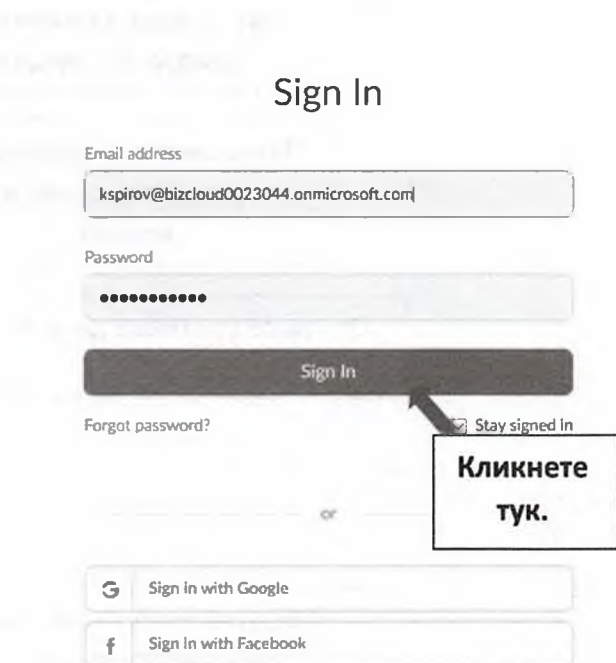 Sign In
Email address
kspirov@bizcloud0023044.onmicrosoft.com
Password
Sign In
Forgot password?
Stay signed in
Кликнете
тук.
or
G Sign in with Google
f Sign in with Facebook